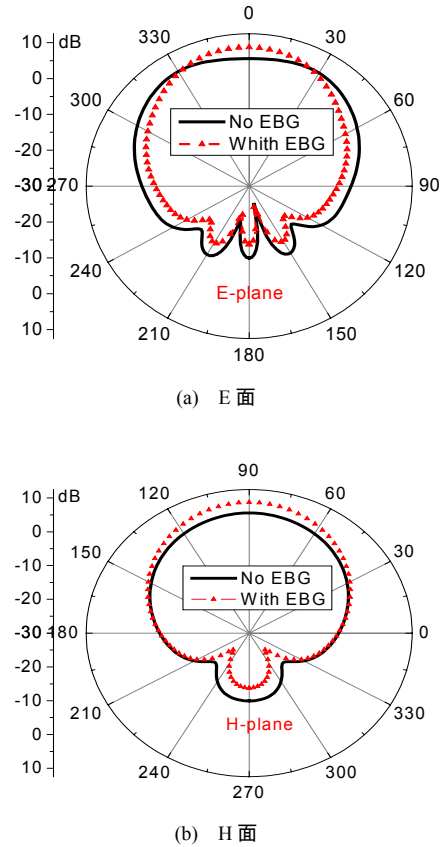 0
10 dB 330 30
0
300 60
-10
No EBG
Whith EBG
-20
-30 270 90
-20
240 120
-10
E-plane
0
210 150
10
180
(a) E 面
90
10 dB 120 60
0
150 30
-10
No EBG
With EBG
-20
-30 180 0
-20
210 330
-10
H-plane
0
240 300
10
270
(b) H 面